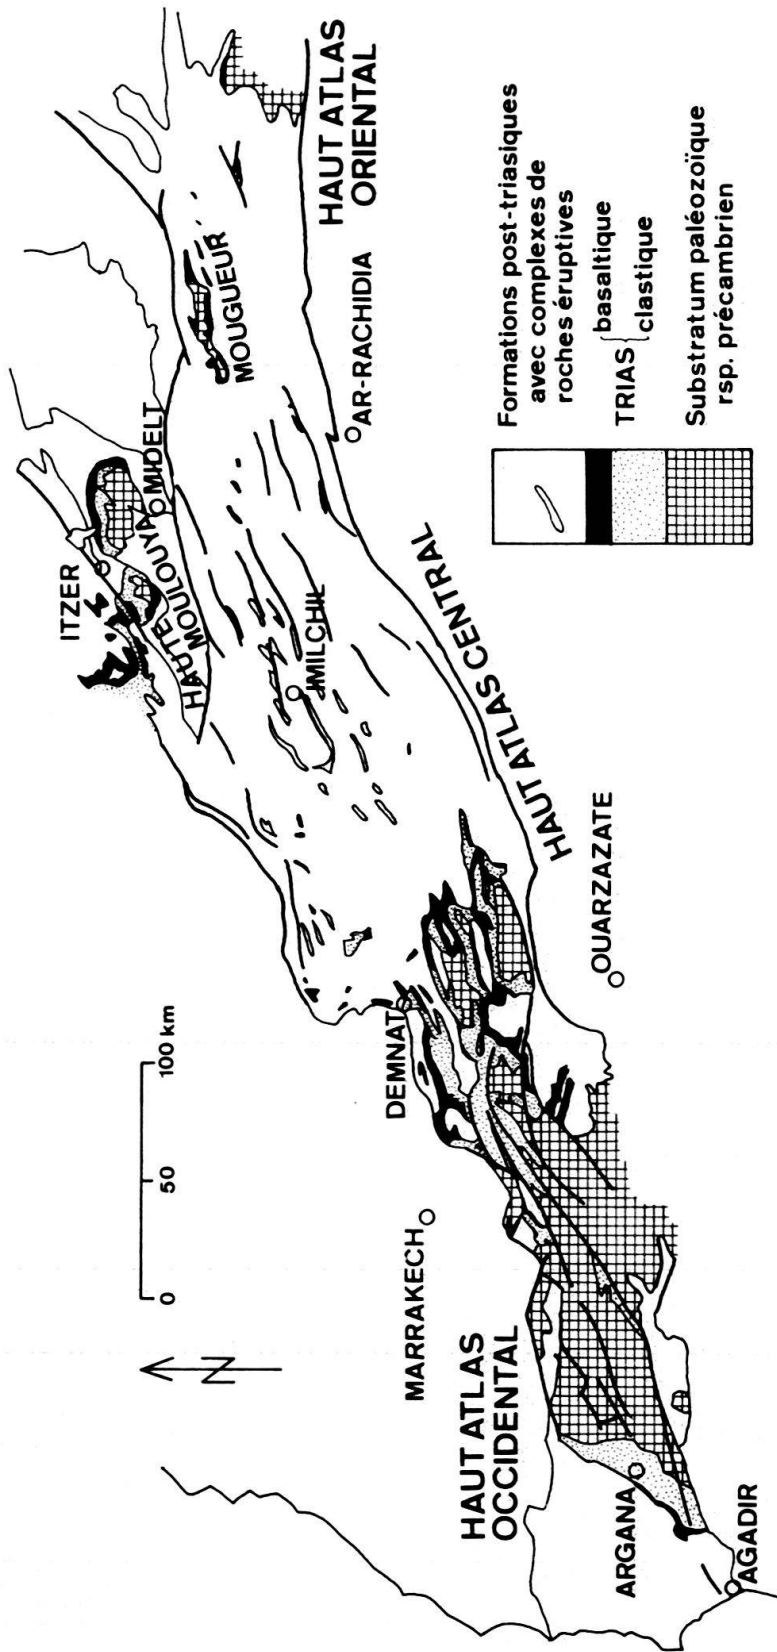 HAUT ATLAS
ORIENTAL
MOUGUEUR
AR-RACHIDIA
MIDELT
HAUTE
MOULOUYA
ITZER
IMILCHIL
HAUT ATLAS CENTRAL
OUARZAZATE
DEMNAT
MARRAKECH
HAUT ATLAS
OCCIDENTAL
ARGANA
AGADIR
N
0 50 100 km
Formations post-triasiques
avec complexes de
roches éruptives
TRIAS { basaltique
clastique
Substratum paléozoïque
rsp. précambrien